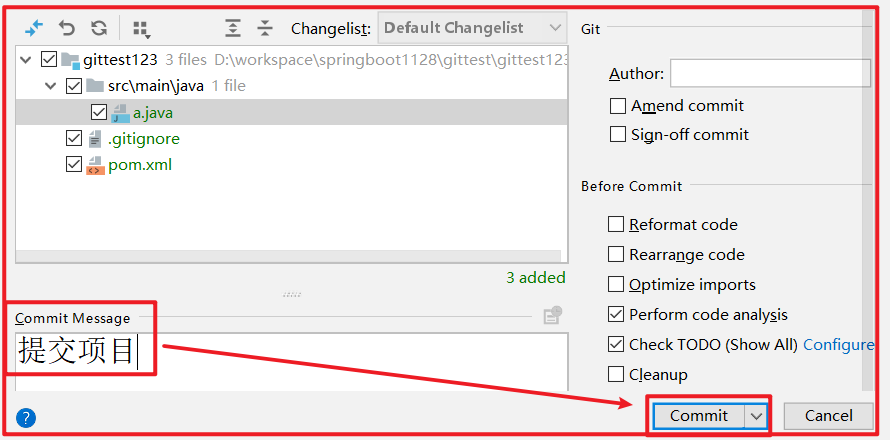 Changelist: Default Changelist
gittest123 3 files D:\workspace\springboot1128\gittest\gittest123
src\main\java 1 file
a.java
.gitignore
pom.xml
3 added
Commit Message
提交项目
Git
Author:
Amend commit
Sign-off commit
Before Commit
Reformat code
Rearrange code
Optimize imports
Perform code analysis
Check TODO (Show All) Configure
Cleanup
?
Commit
Cancel